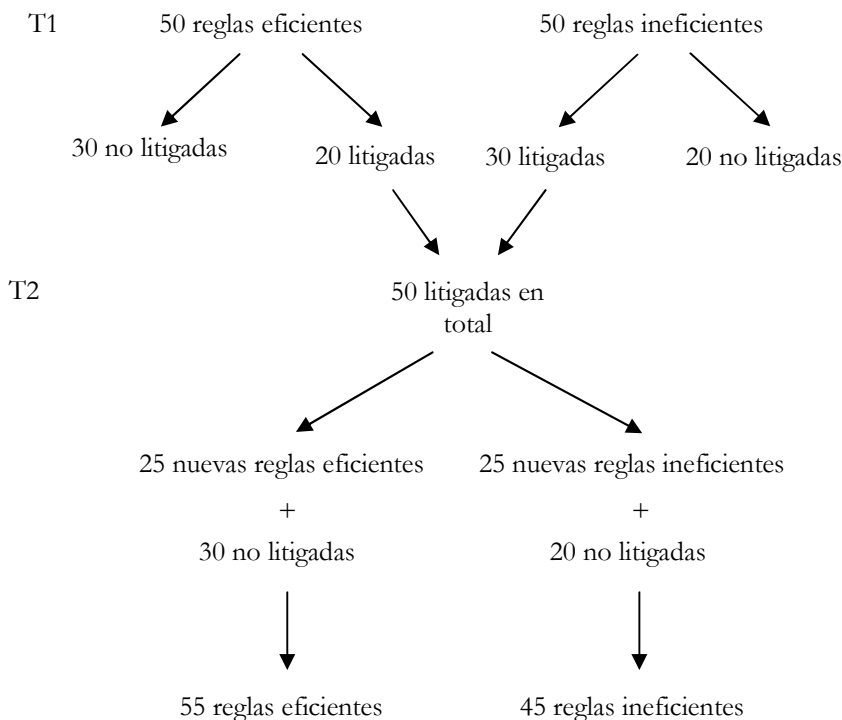 T1 50 reglas eficientes 50 reglas ineficientes
30 no litigadas 20 litigadas 30 litigadas 20 no litigadas
T2 50 litigadas en
total
25 nuevas reglas eficientes 25 nuevas reglas ineficientes
+ +
30 no litigadas 20 no litigadas
55 reglas eficientes 45 reglas ineficientes